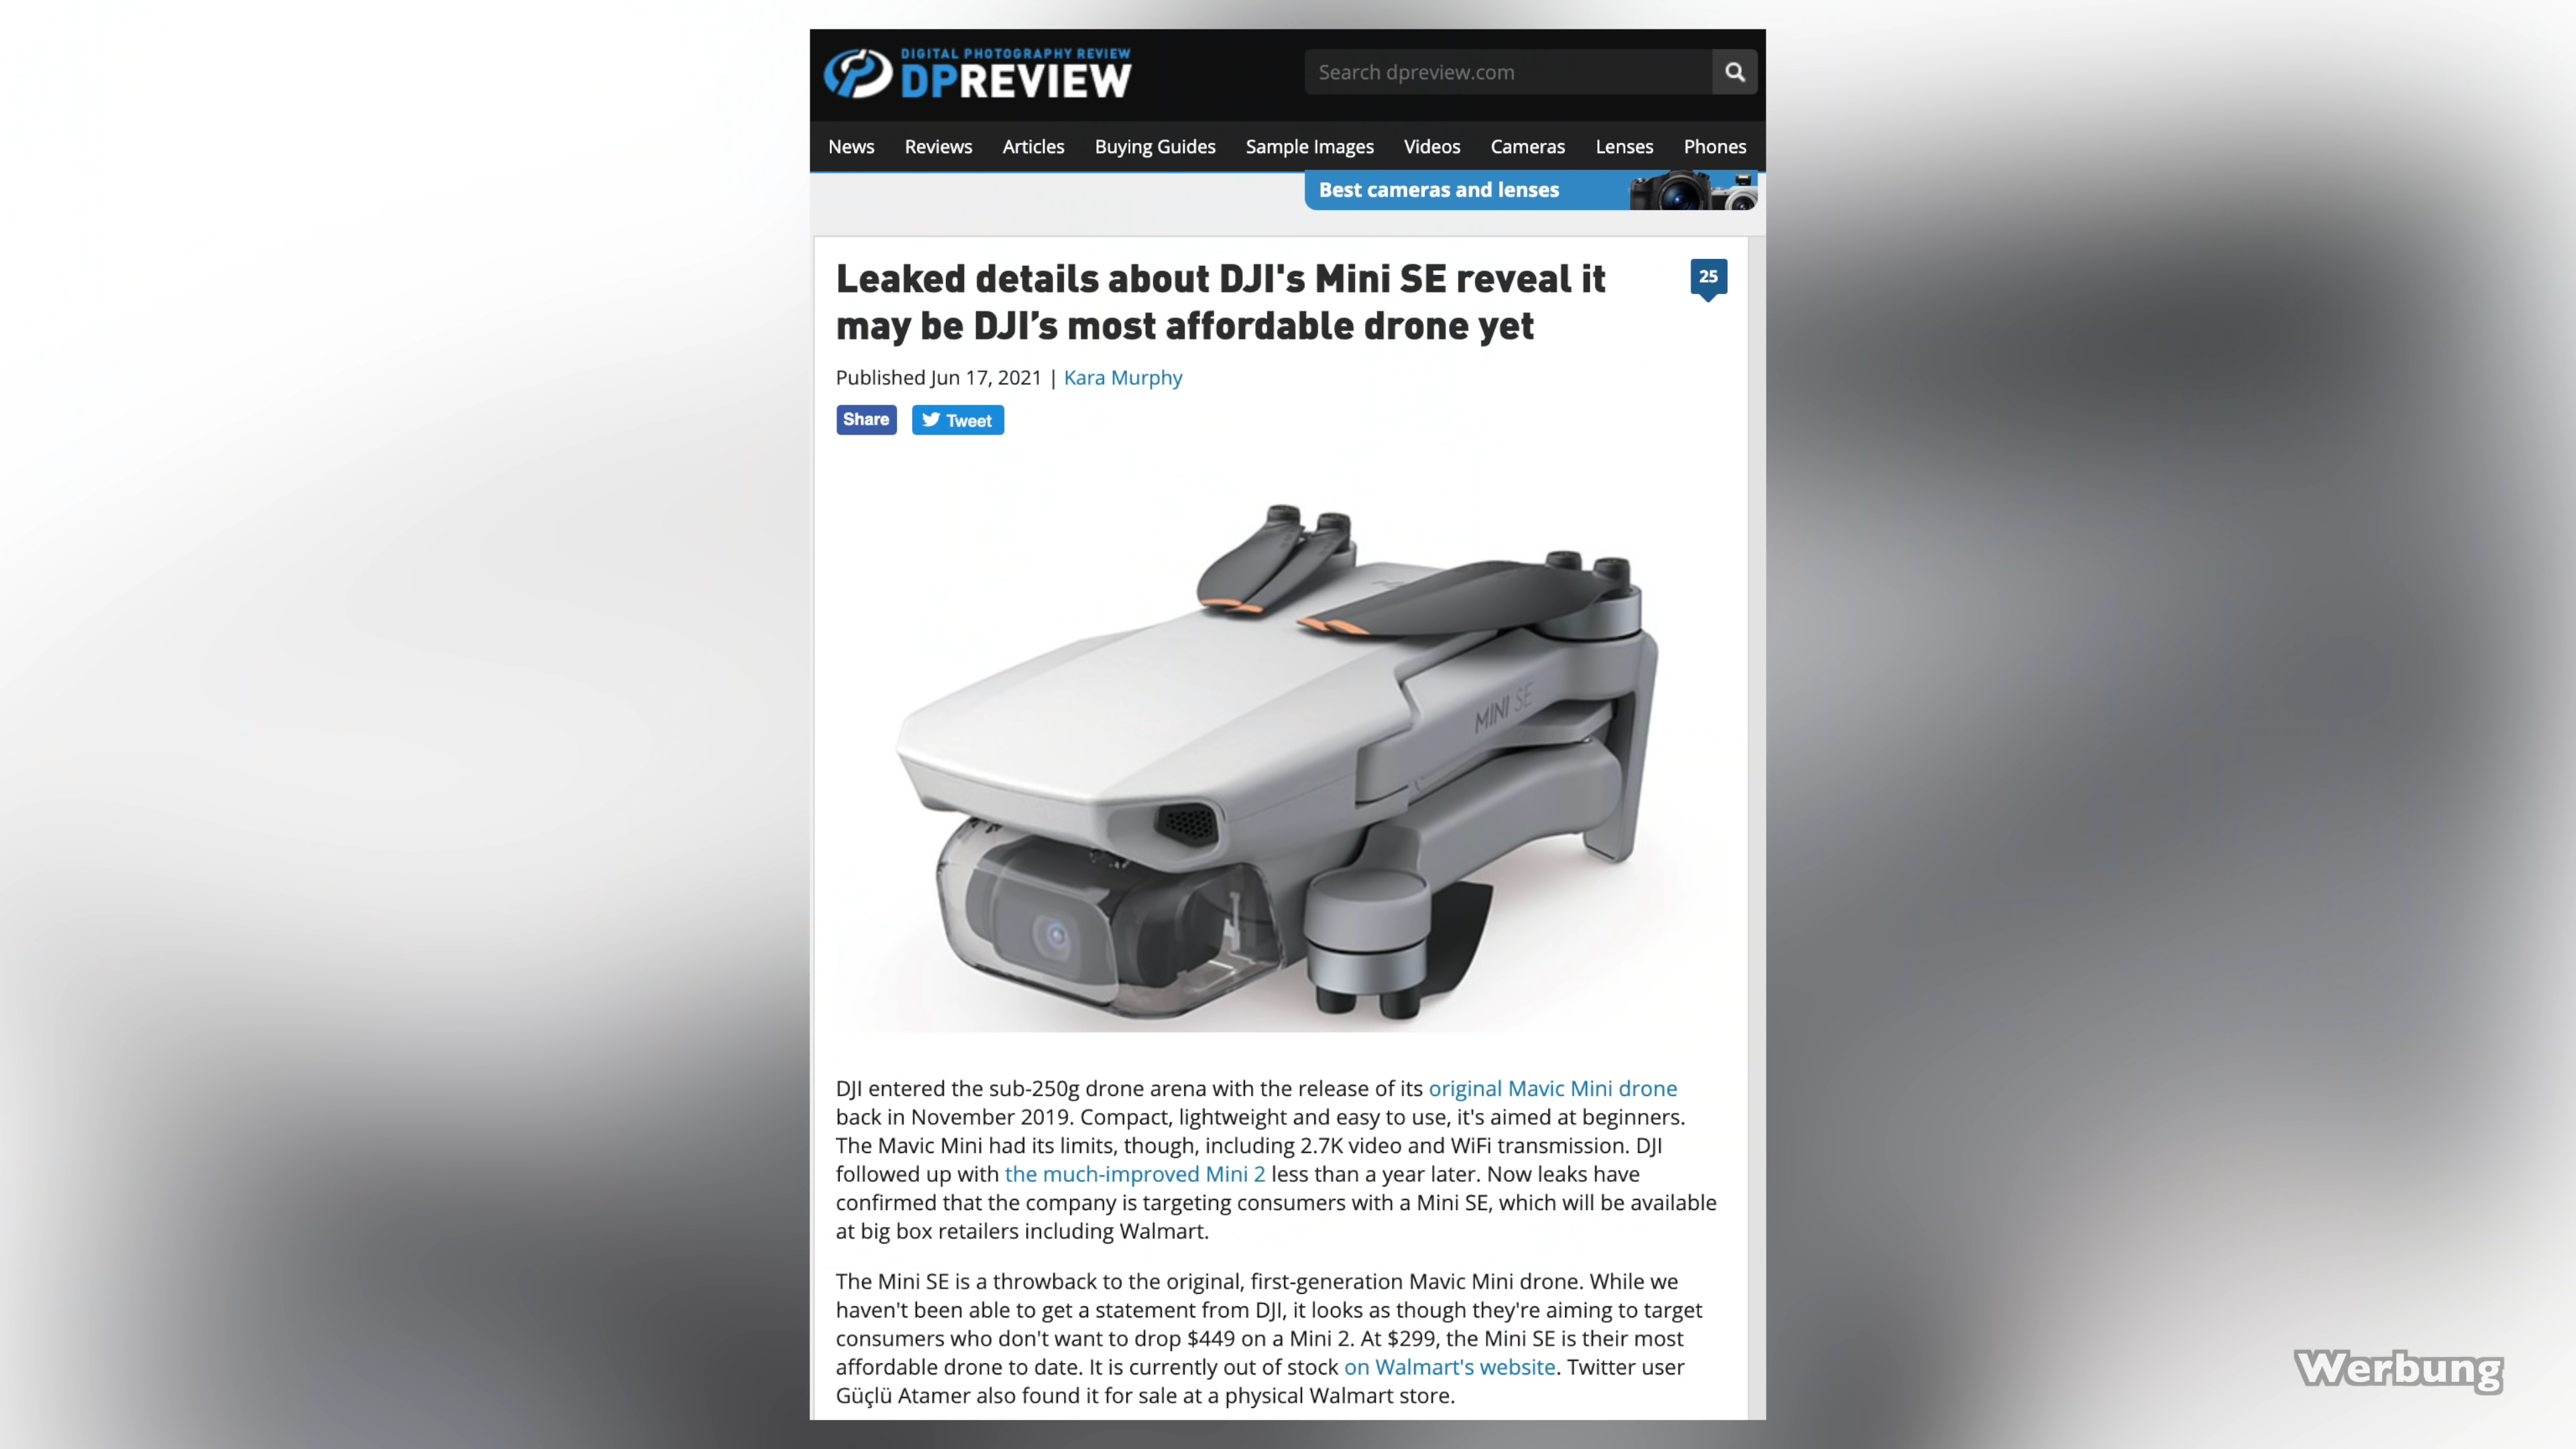 DIGITAL PHOTOGRAPHY REVIEW
DPREVIEW
Search dpreview.com
News Reviews Articles Buying Guides Sample Images Videos Cameras Lenses Phones
Best cameras and lenses
Leaked details about DJI's Mini SE reveal it
may be DJI’s most affordable drone yet
25
Published Jun 17, 2021 | Kara Murphy
Share Tweet
MINI SE
DJI entered the sub-250g drone arena with the release of its original Mavic Mini drone
back in November 2019. Compact, lightweight and easy to use, it's aimed at beginners.
The Mavic Mini had its limits, though, including 2.7K video and WiFi transmission. DJI
followed up with the much-improved Mini 2 less than a year later. Now leaks have
confirmed that the company is targeting consumers with a Mini SE, which will be available
at big box retailers including Walmart.
The Mini SE is a throwback to the original, first-generation Mavic Mini drone. While we
haven't been able to get a statement from DJI, it looks as though they're aiming to target
consumers who don't want to drop $449 on a Mini 2. At $299, the Mini SE is their most
affordable drone to date. It is currently out of stock on Walmart's website. Twitter user
Güçlü Atamer also found it for sale at a physical Walmart store.
Werbung